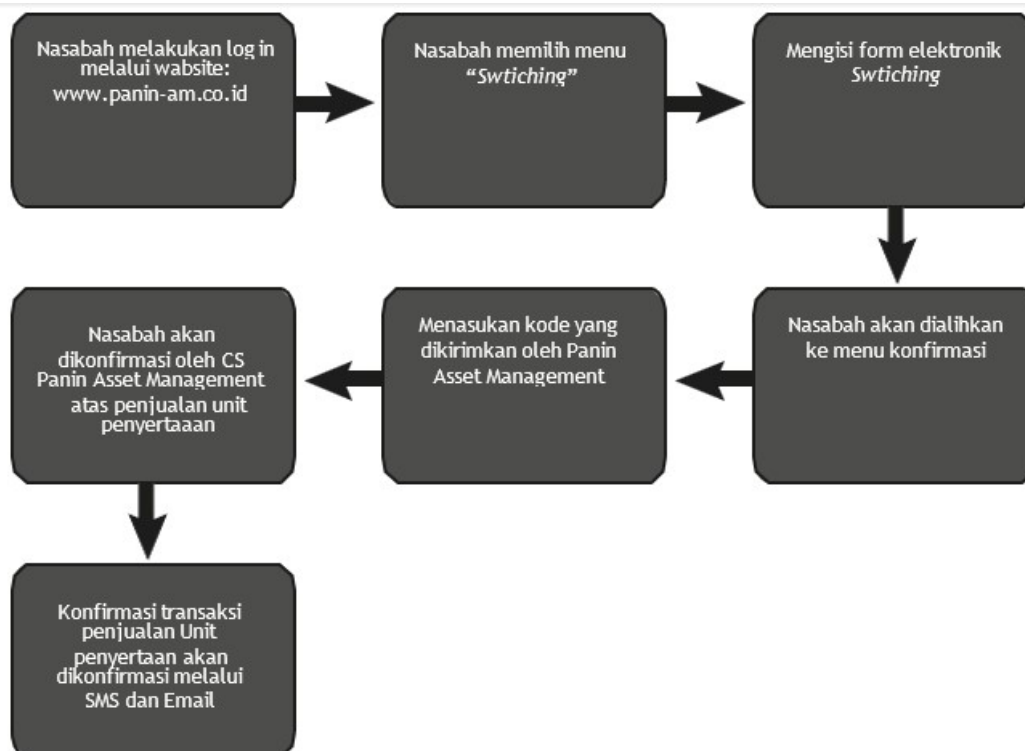 Nasabah melakukan log in
melalui wabsite:
www.panin-am.co.id
Nasabah memilih menu
“Swtiching”
Mengisi form elektronik
Swtiching
Nasabah akan dialihkan
ke menu konfirmasi
Menasukan kode yang
dikirimkan oleh Panin
Asset Management
Nasabah akan
dikonfirmasi oleh CS
Panin Asset Management
atas penjualan unit
penyertaaan
Konfirmasi transaksi
penjualan Unit
penyertaan akan
dikonfirmasi melalui
SMS dan Email